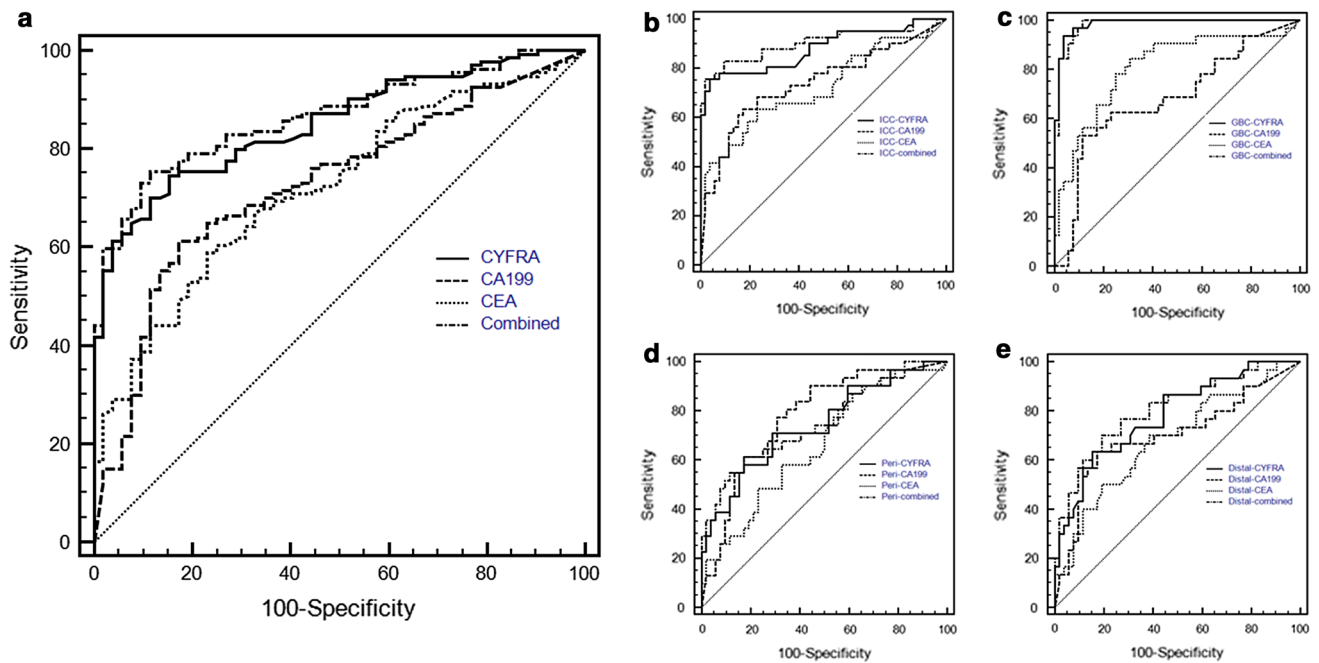 a
100
80
60
40
20
0
Sensitivity
CYFRA
CA199
CEA
Combined
0 20 40 60 80 100
100-Specificity
b
100
80
60
40
20
0
Sensitivity
ICC-CYFRA
ICC-CA199
ICC-CEA
ICC-combined
0 20 40 60 80 100
100-Specificity
c
100
80
60
40
20
0
Sensitivity
GBC-CYFRA
GBC-CA199
GBC-CEA
GBC-combined
0 20 40 60 80 100
100-Specificity
d
100
80
60
40
20
0
Sensitivity
Peri-CYFRA
Peri-CA199
Peri-CEA
Peri-combined
0 20 40 60 80 100
100-Specificity
e
100
80
60
40
20
0
Sensitivity
Distal-CYFRA
Distal-CA199
Distal-CEA
Distal-combined
0 20 40 60 80 100
100-Specificity